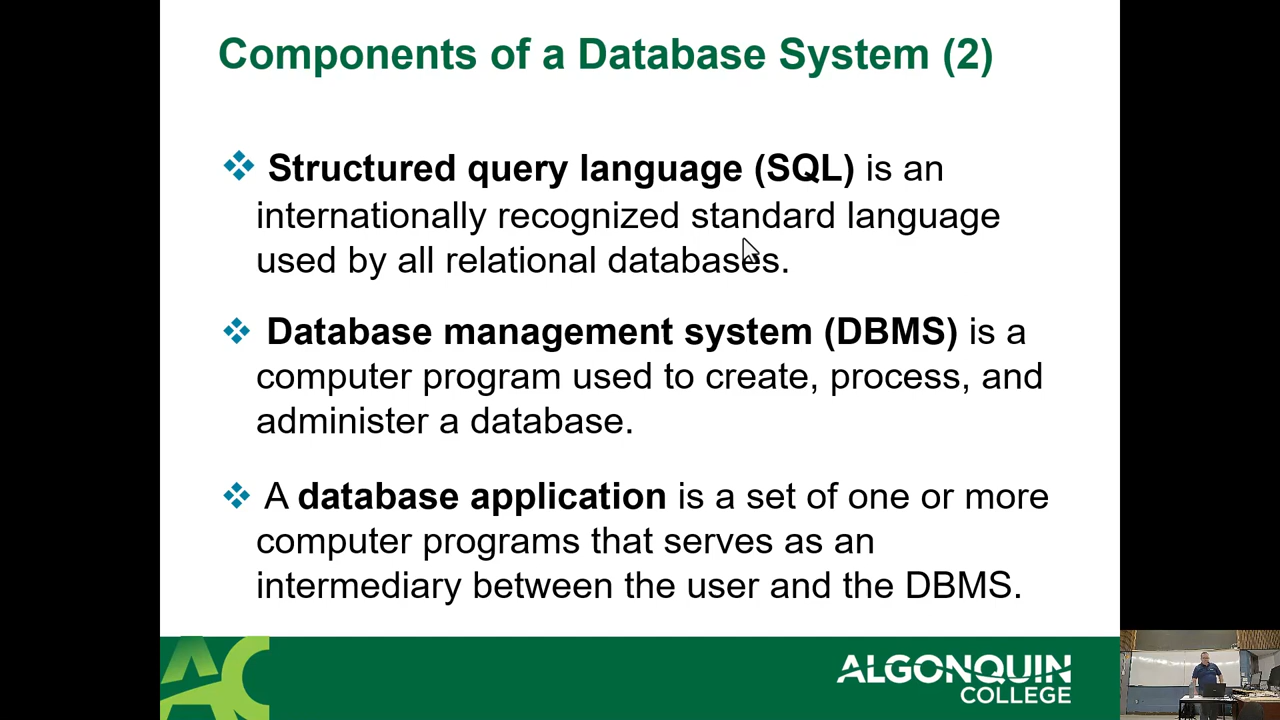 Components of a Database System (2)
Structured query language (SQL) is an
internationally recognized standard language
used by all relational databases.
Database management system (DBMS) is a
computer program used to create, process, and
administer a database.
A database application is a set of one or more
computer programs that serves as an
intermediary between the user and the DBMS.
AC
ALGONQUIN
COLLEGE